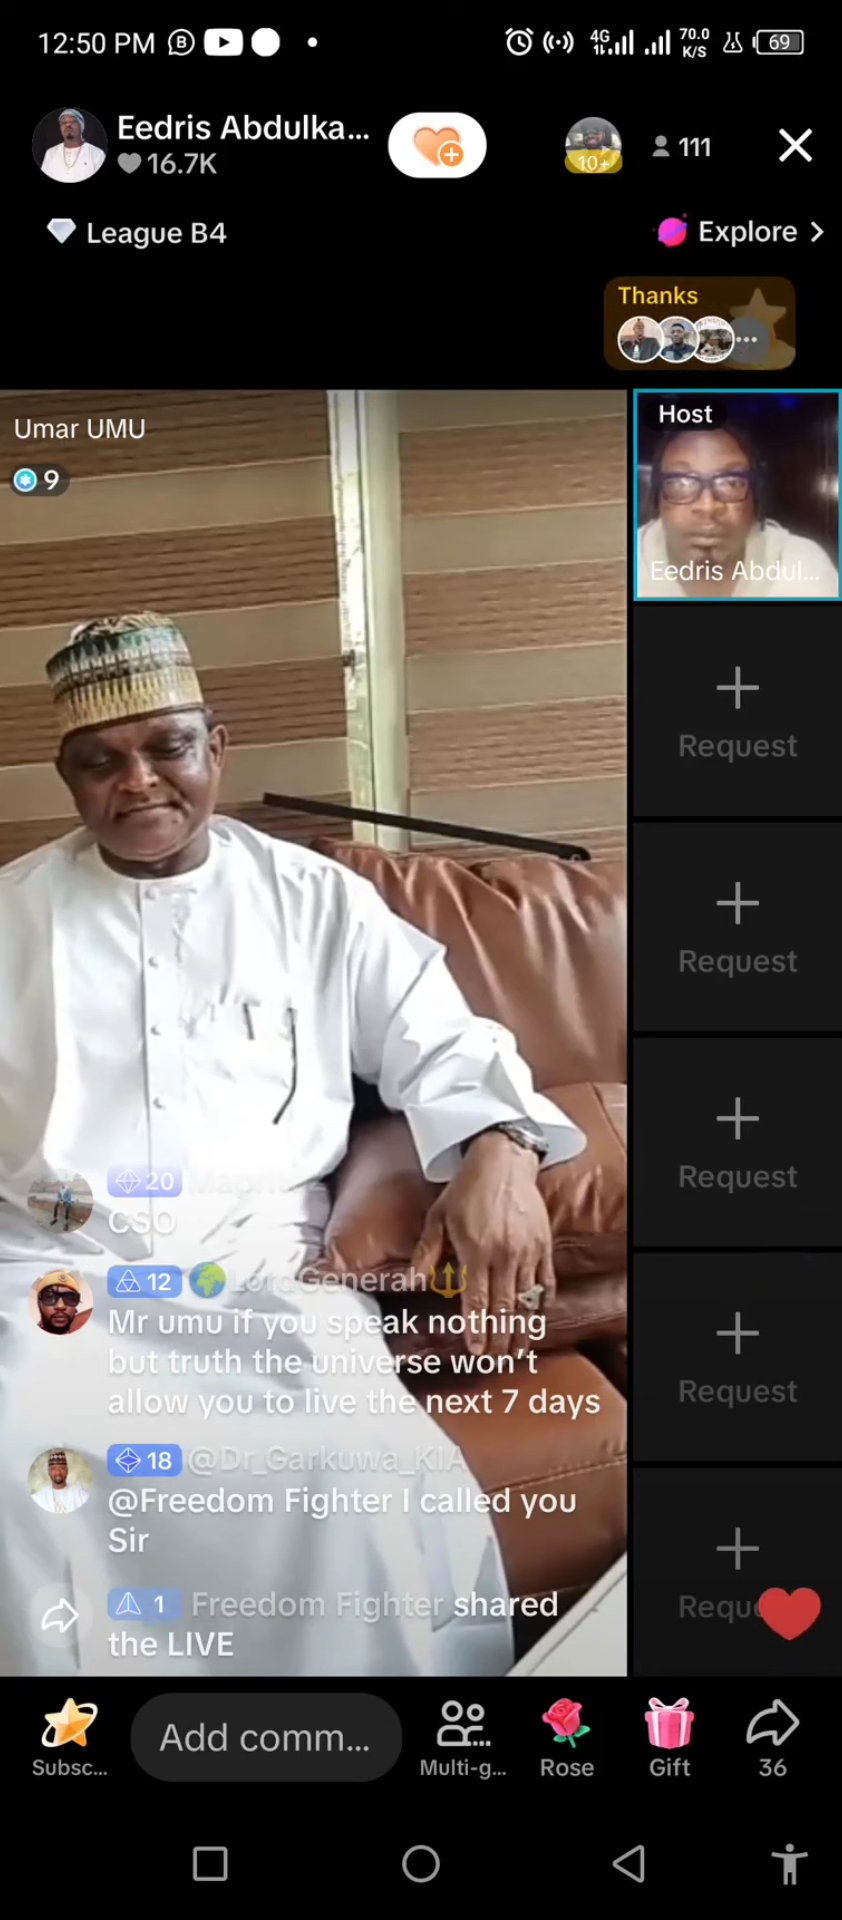 12:50 PM
4G
70.0
K/S
69
Eedris Abdulka...
16.7K
10+
111
League B4
Explore >
Thanks
Umar UMU
9
Host
Eedris Abdul...
Request
Request
Request
Request
Requ
20
CSO
12 LordGenerah
Mr umu if you speak nothing
but truth the universe won't
allow you to live the next 7 days
18 @Dr_Garkuwa_KIA
@Freedom Fighter I called you
Sir
1 Freedom Fighter shared
the LIVE
Subsc...
Add comm...
Multi-g...
Rose
Gift
36